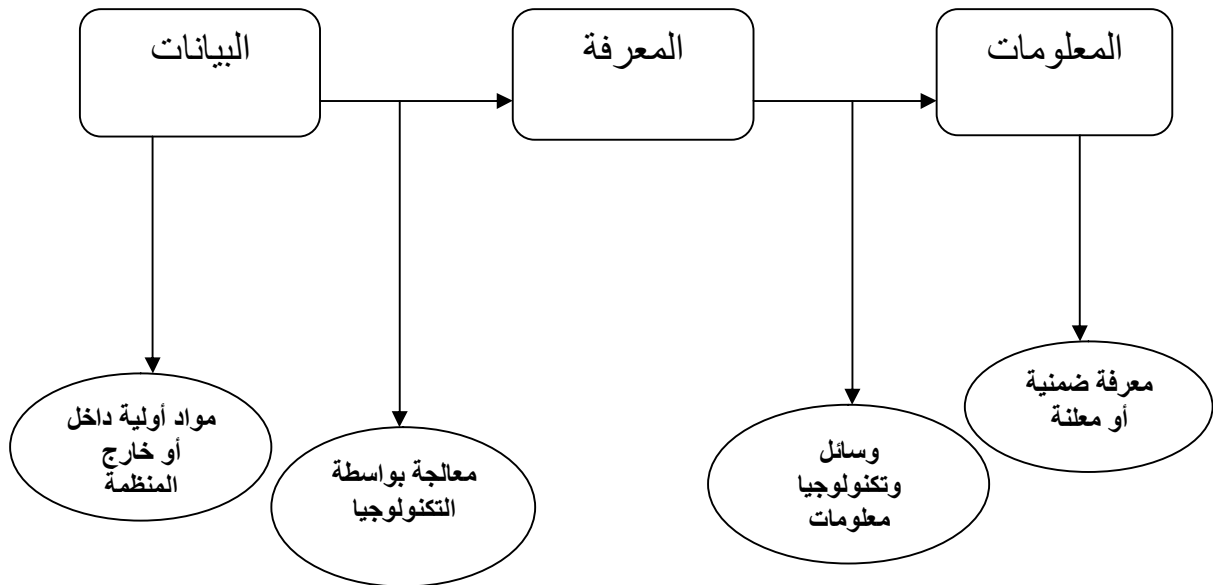 البيانات
المعرفة
المعلومات
مواد أولية داخل
أو خارج
المنظمة
معالجة بواسطة
التكنولوجيا
وسائل
وتكنولوجيا
معلومات
معرفة ضمنية
أو معلنة